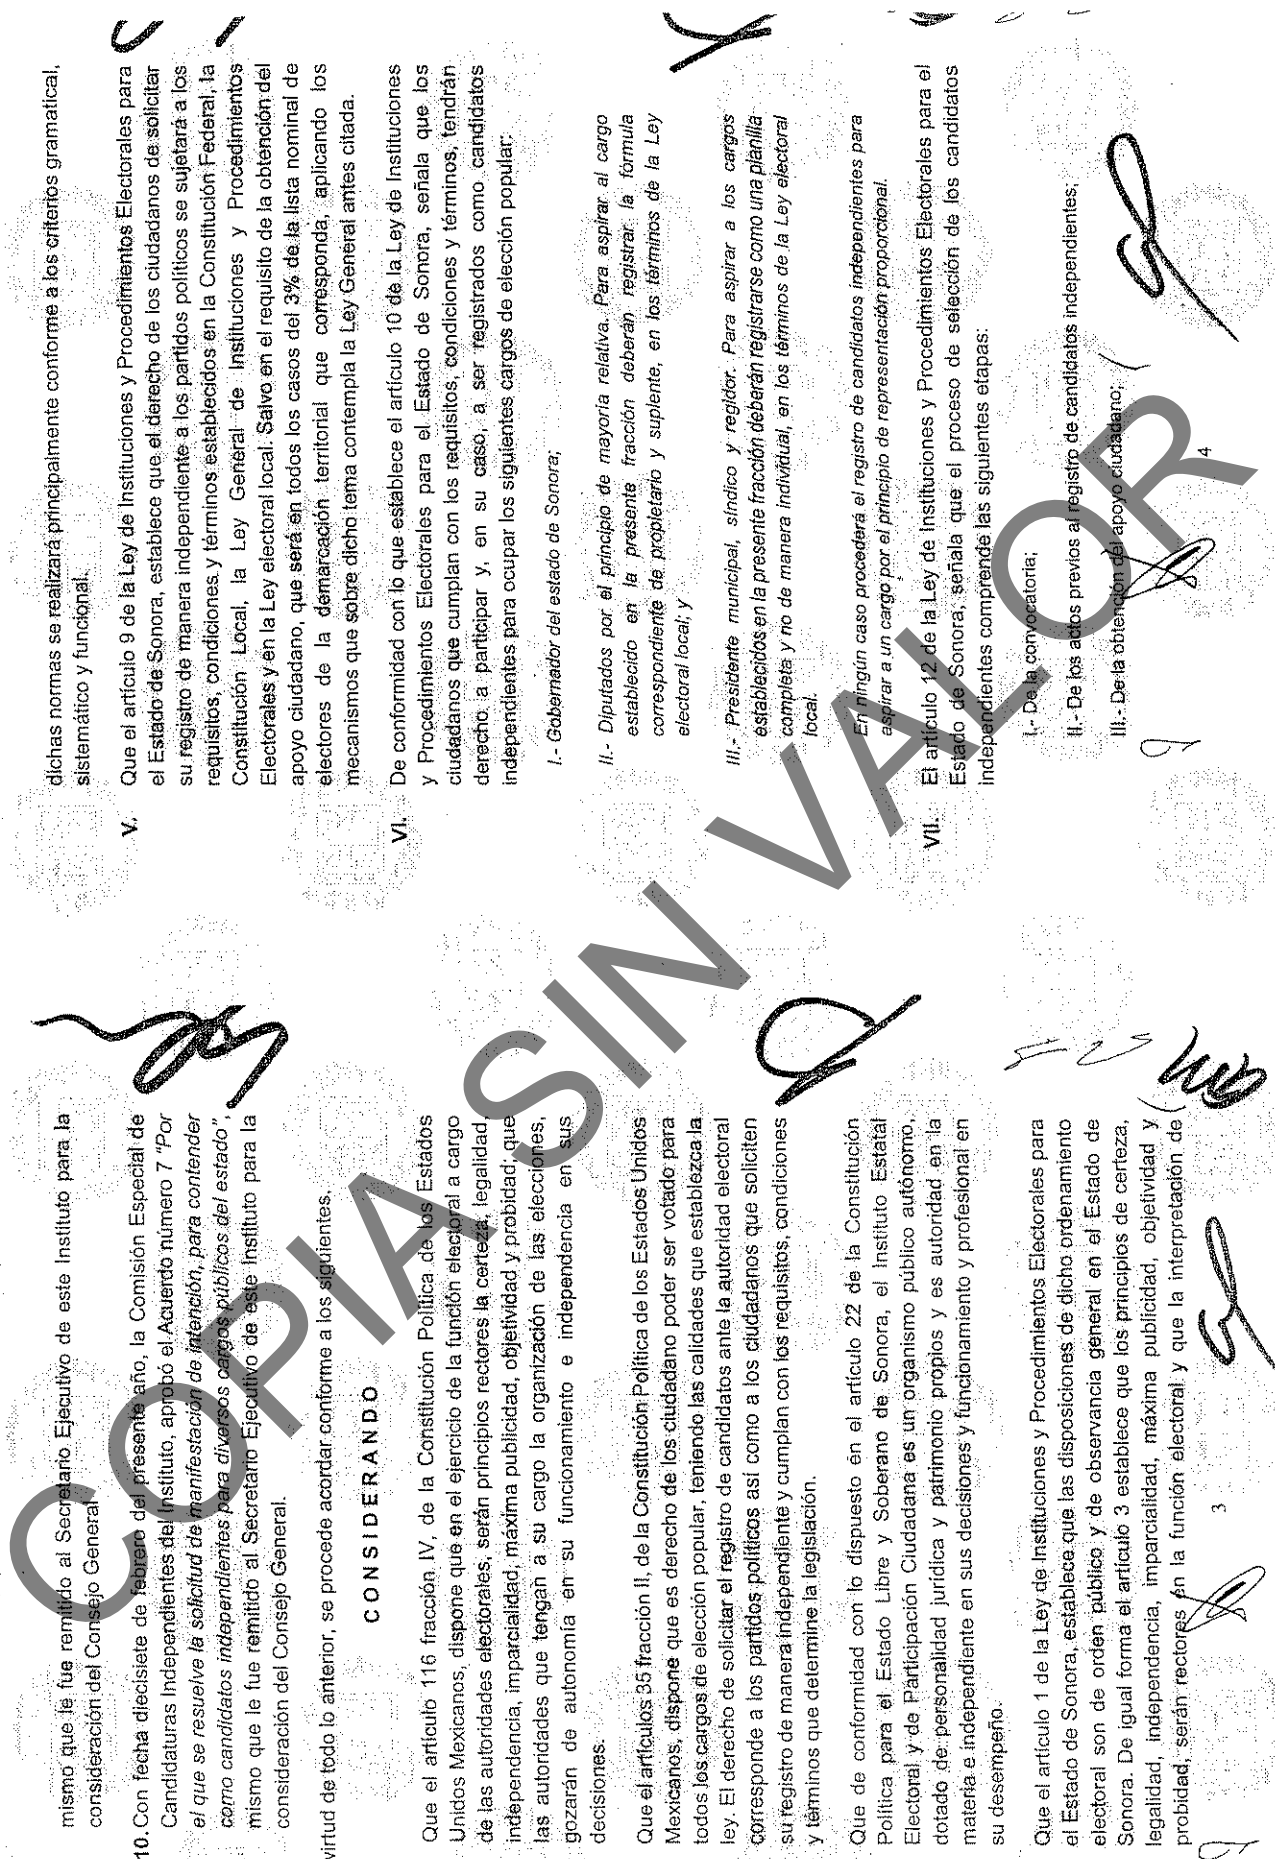 mismo que le fue remitido al Secretario Ejecutivo de este Instituto para la
consideración del Consejo General
10. Con fecha diecisiete de febrero del presente año, la Comisión Especial de
Candidaturas Independientes del Instituto, aprobó el Acuerdo número 7 "Por
el que se resuelve la solicitud de manifestación de intención, para contender
como candidatos independientes para diversos cargos públicos del estado",
mismo que le fue remitido al Secretario Ejecutivo de este Instituto para la
consideración del Consejo General.
virtud de todo lo anterior, se procede acordar conforme a los siguientes,
CONSIDERANDO
Que el artículo 116 fracción IV, de la Constitución Política de los Estados
Unidos Mexicanos, dispone que en el ejercicio de la función electoral a cargo
de las autoridades electorales, serán principios rectores la certeza, legalidad,
independencia, imparcialidad, máxima publicidad, objetividad y probidad; que
las autoridades que tengan a su cargo la organización de las elecciones,
gozarán de autonomía en su funcionamiento e independencia en sus
decisiones.
Que el artículos 35 fracción II, de la Constitución Política de los Estados Unidos
Mexicanos, dispone que es derecho de los ciudadano poder ser votado para
todos los cargos de elección popular, teniendo las calidades que establezca la
ley. El derecho de solicitar el registro de candidatos ante la autoridad electoral
corresponde a los partidos políticos así como a los ciudadanos que soliciten
su registro de manera independiente y cumplan con los requisitos, condiciones
y términos que determine la legislación.
Que de conformidad con lo dispuesto en el artículo 22 de la Constitución
Política para el Estado Libre y Soberano de Sonora, el Instituto Estatal
Electoral y de Participación Ciudadana es un organismo público autónomo,
dotado de personalidad jurídica y patrimonio propios y es autoridad en la
materia e independiente en sus decisiones y funcionamiento y profesional en
su desempeño.
Que el artículo 1 de la Ley de Instituciones y Procedimientos Electorales para
el Estado de Sonora, establece que las disposiciones de dicho ordenamiento
electoral son de orden público y de observancia general en el Estado de
Sonora. De igual forma el artículo 3 establece que los principios de certeza,
legalidad, independencia, imparcialidad, máxima publicidad, objetividad y
probidad, serán rectores en la función electoral y que la interpretación de
3
dichas normas se realizará principalmente conforme a los criterios gramatical,
sistemático y funcional.
V. Que el artículo 9 de la Ley de Instituciones y Procedimientos Electorales para
el Estado de Sonora, establece que el derecho de los ciudadanos de solicitar
su registro de manera independiente a los partidos políticos se sujetará a los
requisitos, condiciones y términos establecidos en la Constitución Federal, la
Constitución Local, la Ley General de Instituciones y Procedimientos
Electorales y en la Ley electoral local. Salvo en el requisito de la obtención del
apoyo ciudadano, que será en todos los casos del 3% de la lista nominal de
electores de la demarcación territorial que corresponda, aplicando los
mecanismos que sobre dicho tema contempla la Ley General antes citada.
VI. De conformidad con lo que establece el artículo 10 de la Ley de Instituciones
y Procedimientos Electorales para el Estado de Sonora, señala que los
ciudadanos que cumplan con los requisitos, condiciones y términos, tendrán
derecho a participar y, en su caso, a ser registrados como candidatos
independientes para ocupar los siguientes cargos de elección popular:
I.- Gobernador del estado de Sonora;
II.- Diputados por el principio de mayoría relativa. Para aspirar al cargo
establecido en la presente fracción deberán registrar la fórmula
correspondiente de propietario y suplente, en los términos de la Ley
electoral local; y
III.- Presidente municipal, síndico y regidor. Para aspirar a los cargos
establecidos en la presente fracción deberán registrarse como una planilla
completa y no de manera individual, en los términos de la Ley electoral
local.
En ningún caso procederá el registro de candidatos independientes para
aspirar a un cargo por el principio de representación proporcional.
VII. El artículo 12 de la Ley de Instituciones y Procedimientos Electorales para el
Estado de Sonora, señala que el proceso de selección de los candidatos
independientes comprende las siguientes etapas:
I.- De la convocatoria;
II.- De los actos previos al registro de candidatos independientes;
III.- De la obtención del apoyo ciudadano;
4
COPIA SIN VALOR